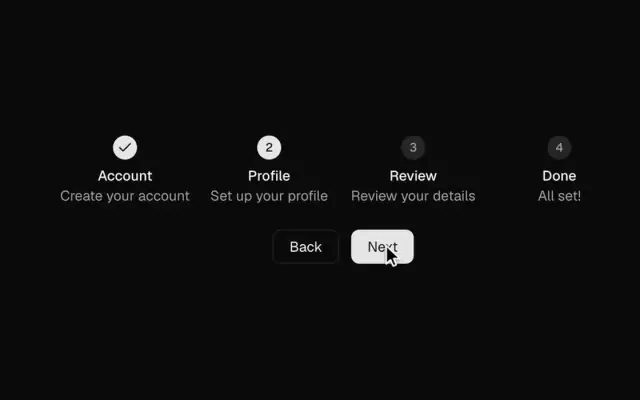 2 3 4
Account Profile Review Done
Create your account Set up your profile Review your details All set!
Back Next